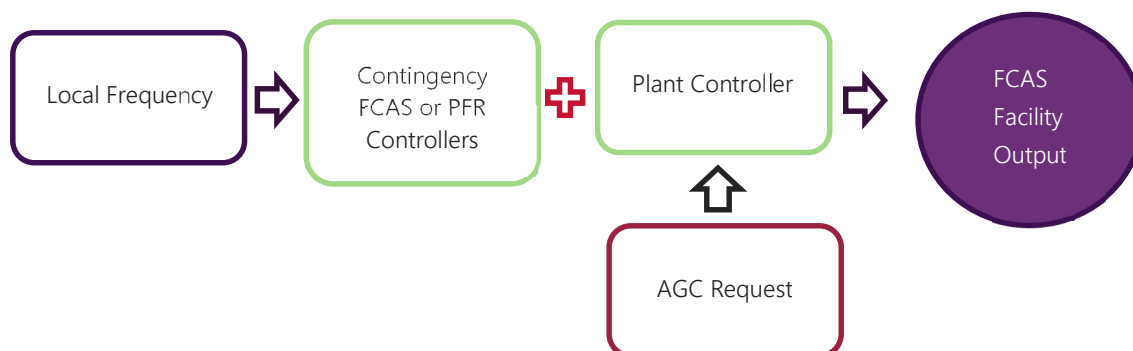 Local Frequency
Contingency
FCAS or PFR
Controllers
Plant Controller
FCAS
Facility
Output
AGC Request